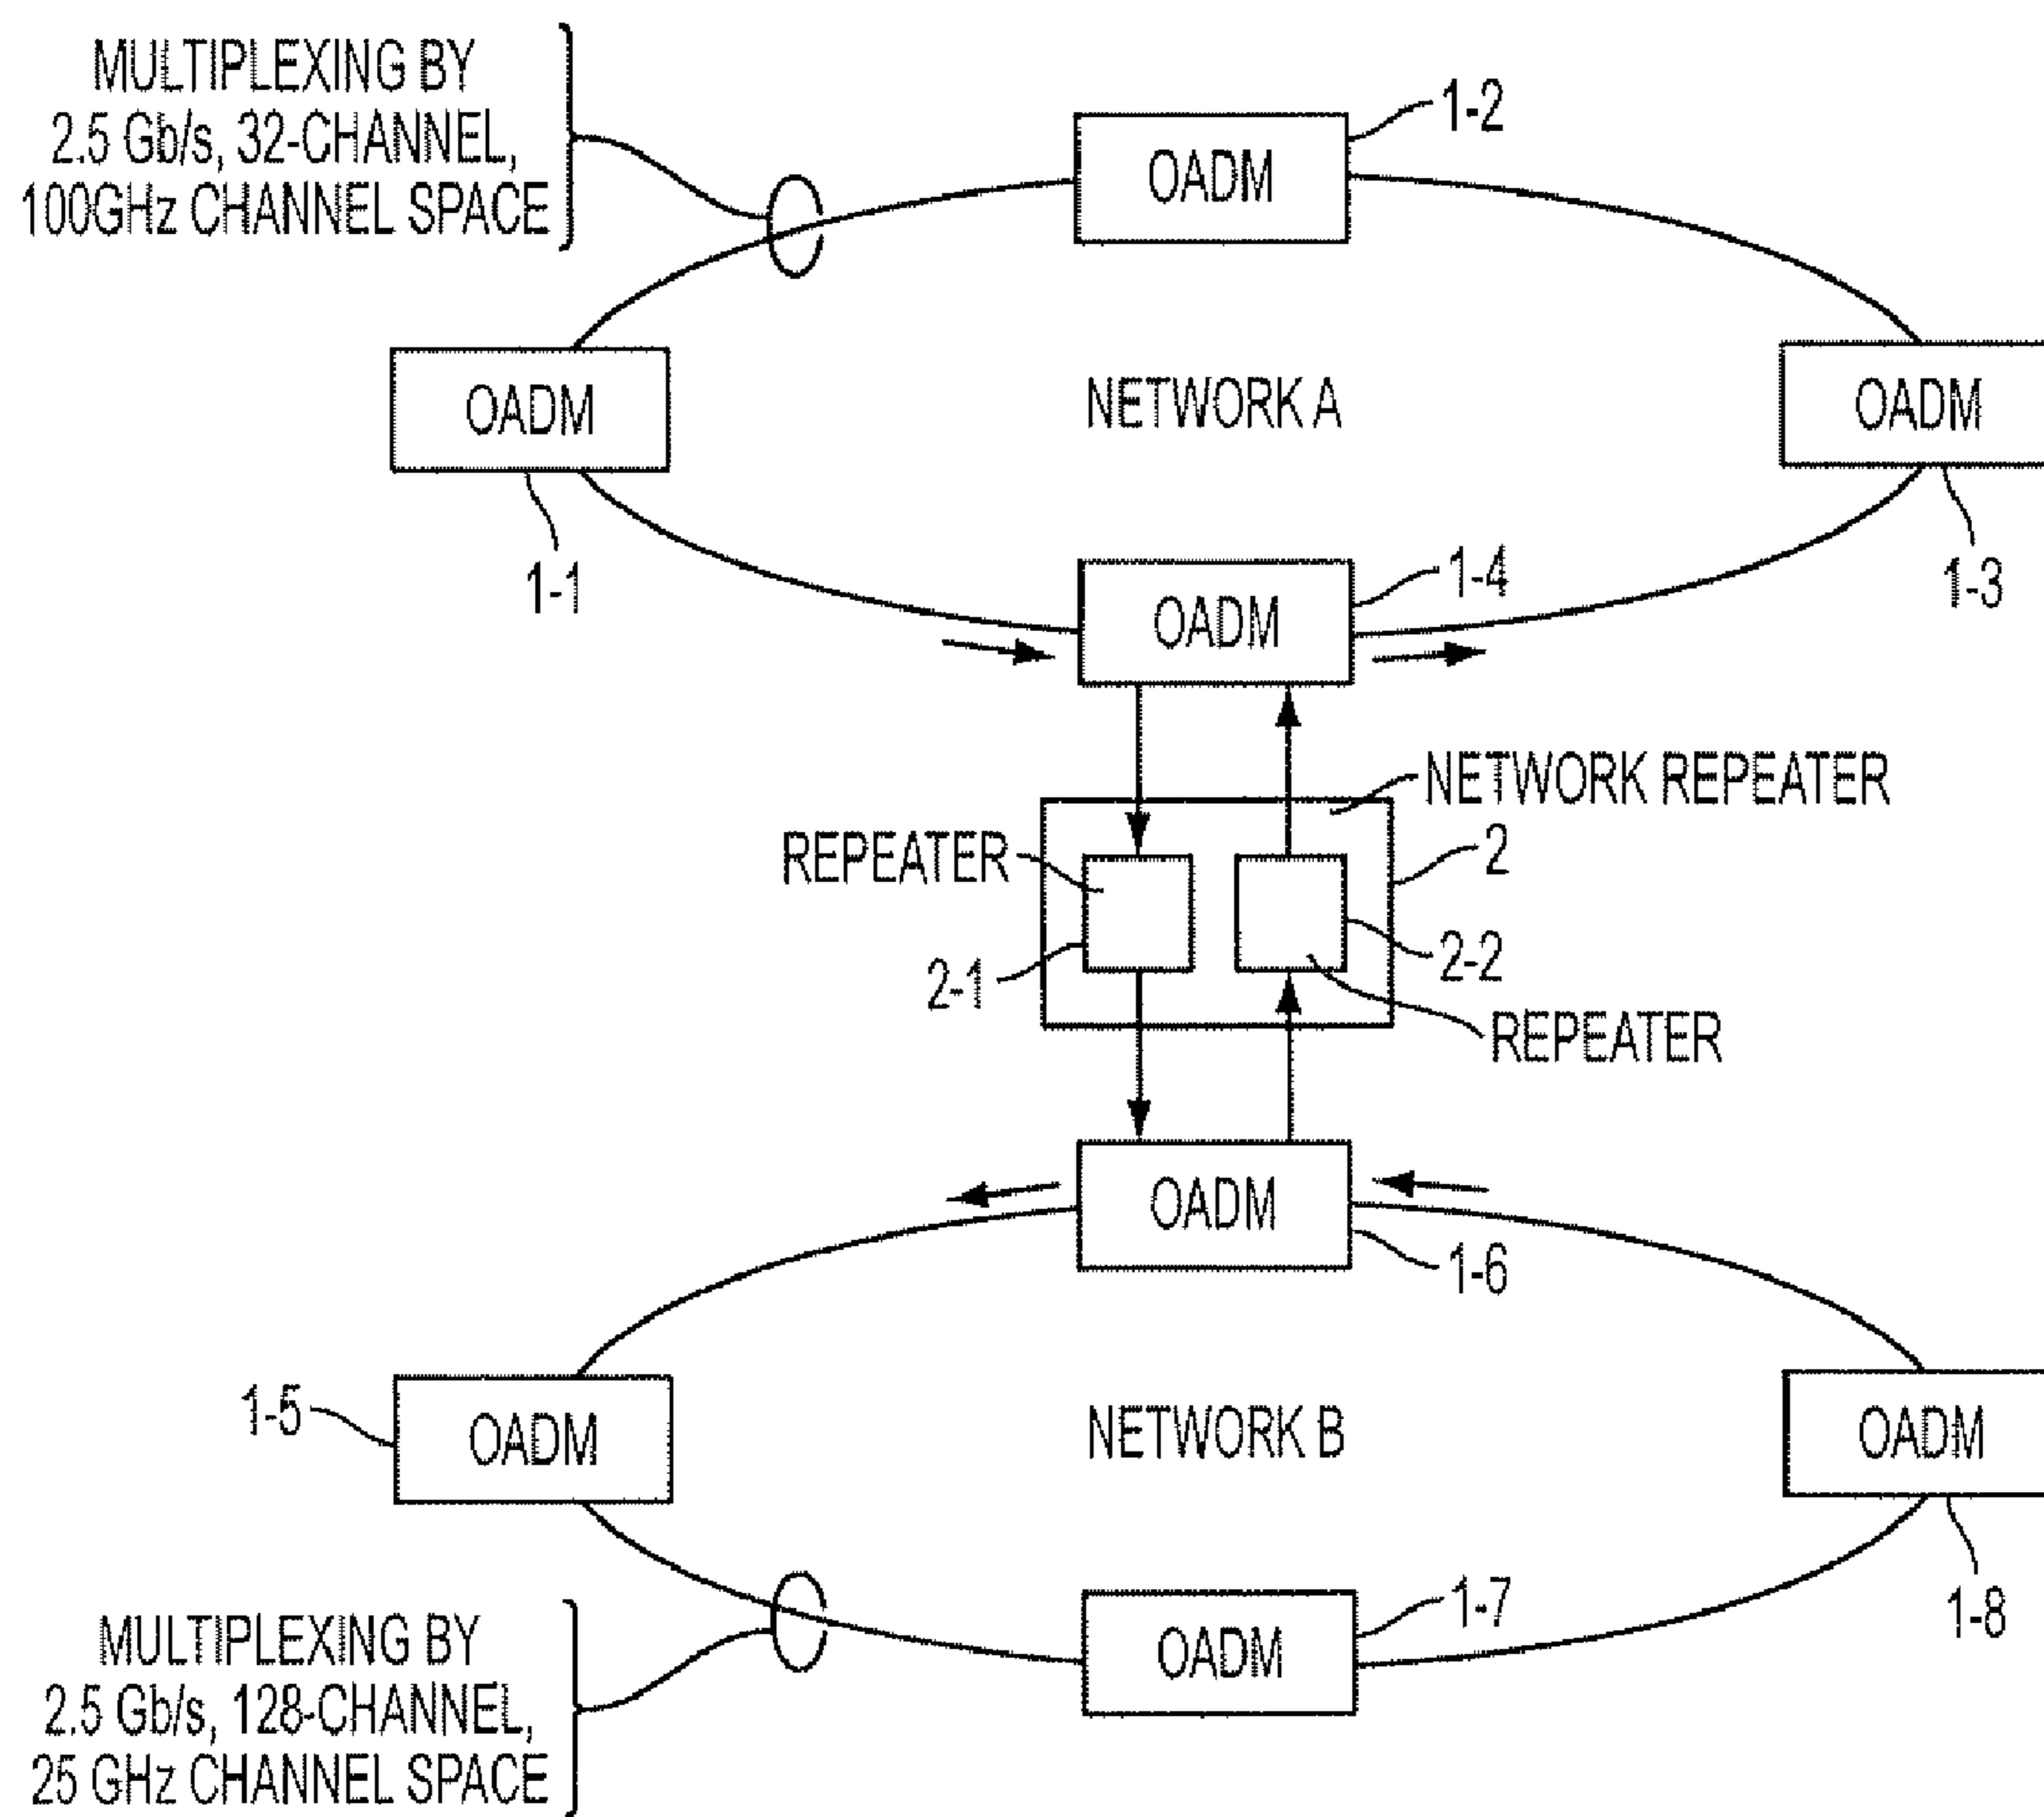 MULTIPLEXING BY
2.5 Gb/s, 32-CHANNEL,
100GHz CHANNEL SPACE
1-2
OADM
OADM
NETWORK A
OADM
1-1
1-4
OADM
1-3
NETWORK REPEATER
REPEATER
2
2-1
2-2
REPEATER
OADM
1-6
1-5
OADM
NETWORK B
OADM
1-7
1-8
OADM
MULTIPLEXING BY
2.5 Gb/s, 128-CHANNEL,
25 GHz CHANNEL SPACE